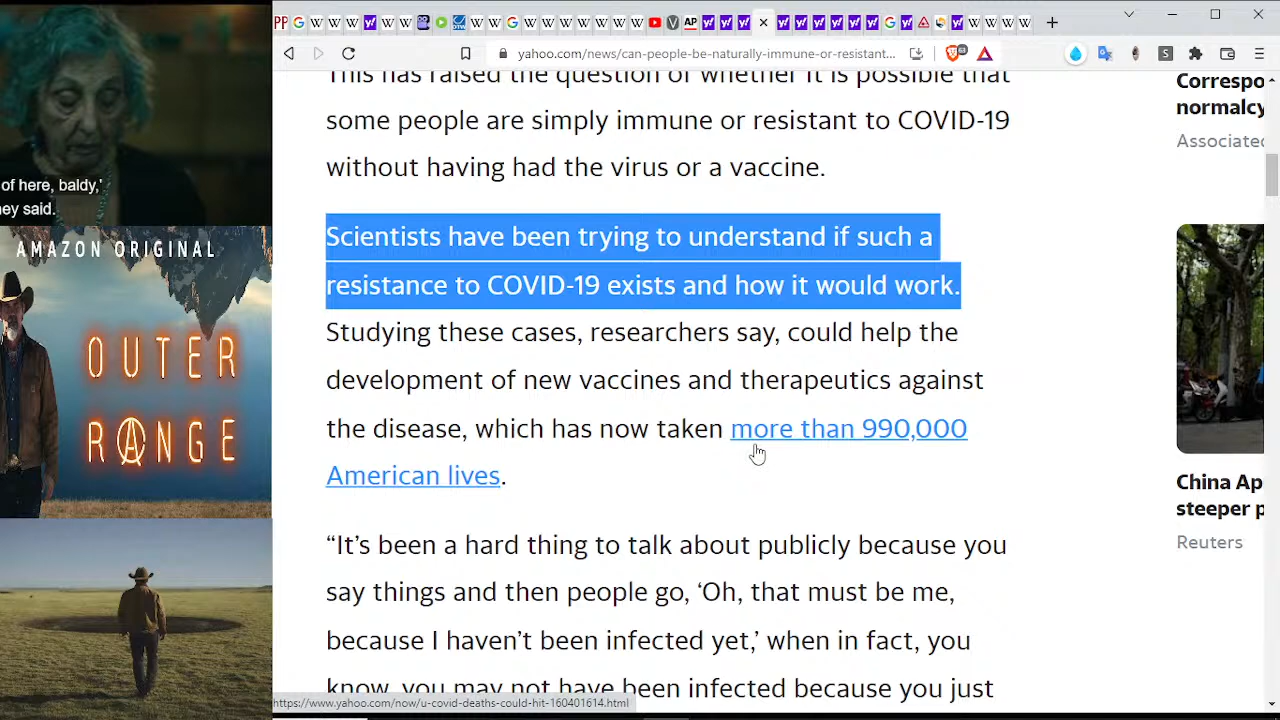 of here, baldy,'
ey said.
AMAZON ORIGINAL
OUTER
RANGE
PP
AP
yahoo.com/news/can-people-be-naturally-immune-or-resistant...
This has raised the question of whether it is possible that
some people are simply immune or resistant to COVID-19
without having had the virus or a vaccine.
Scientists have been trying to understand if such a
resistance to COVID-19 exists and how it would work.
Studying these cases, researchers say, could help the
development of new vaccines and therapeutics against
the disease, which has now taken more than 990,000
American lives.
“It’s been a hard thing to talk about publicly because you
say things and then people go, ‘Oh, that must be me,
because I haven’t been infected yet,’ when in fact, you
know, you may not have been infected because you just
https://www.yahoo.com/now/u-covid-deaths-could-hit-160401614.html
Correspo
normalcy
Associated
China Ap
steeper p
Reuters